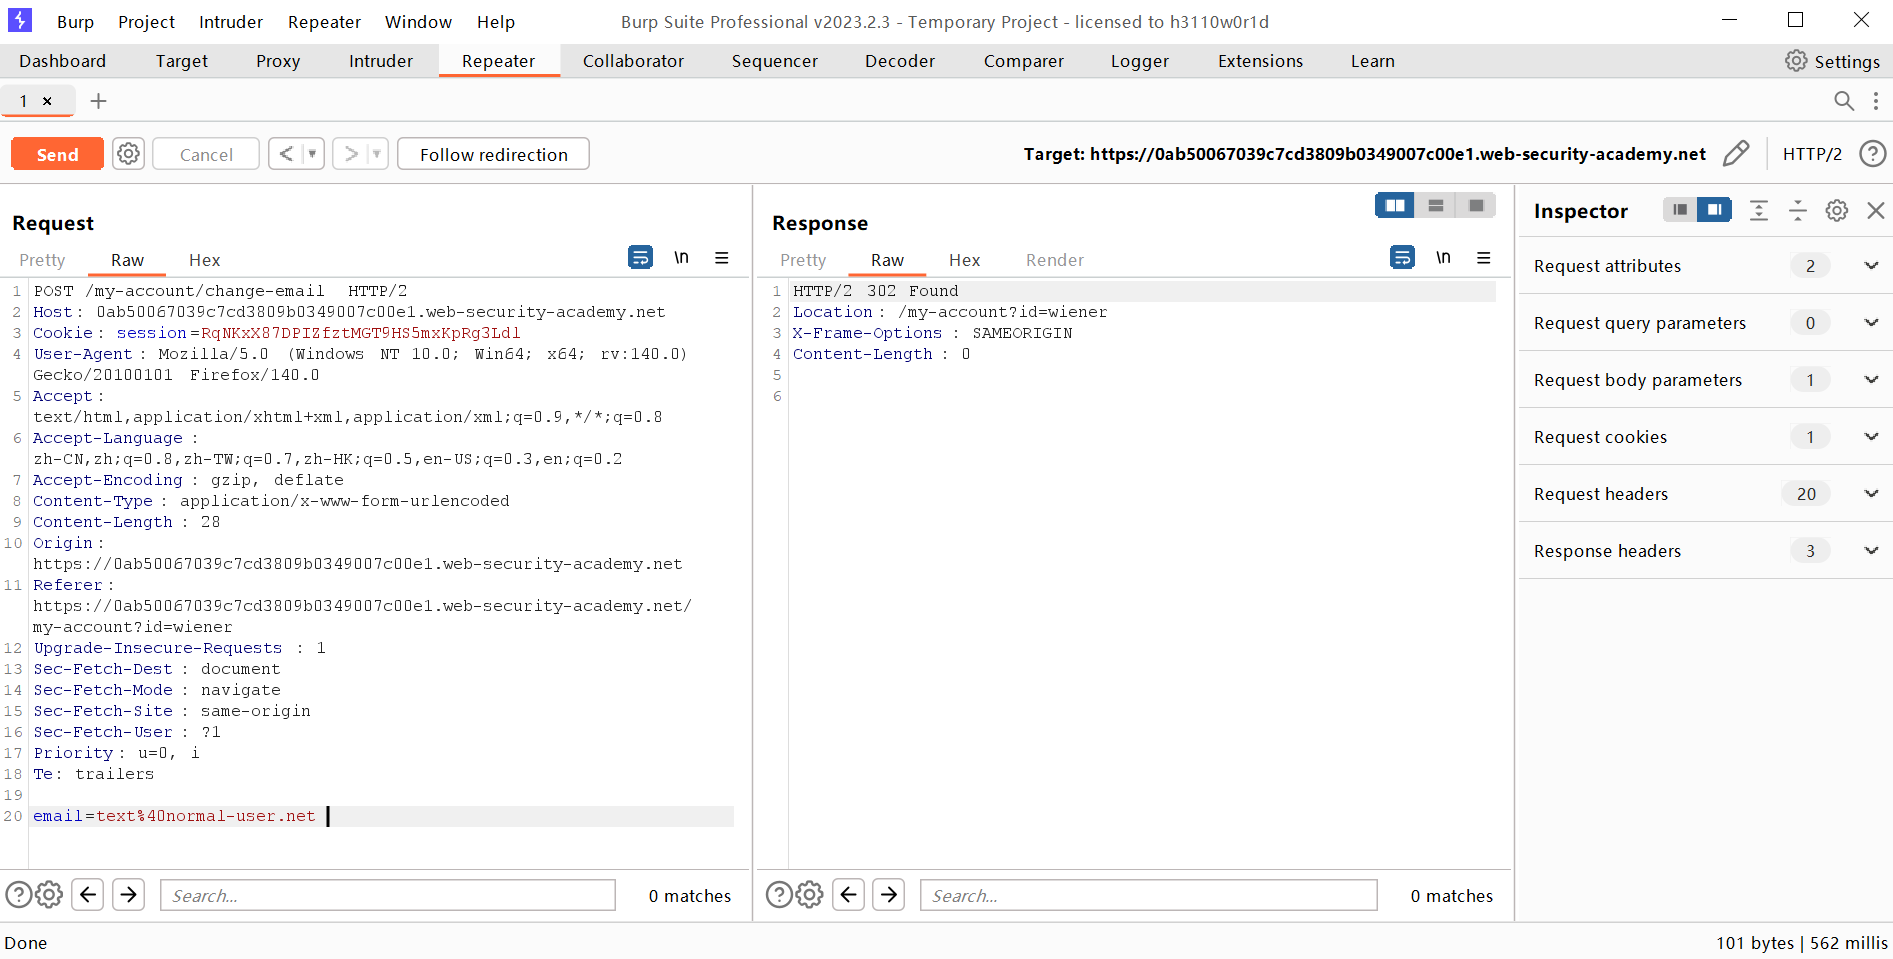 Burp Project Intruder Repeater Window Help Burp Suite Professional v2023.2.3 - Temporary Project - licensed to h3110w0r1d
Dashboard Target Proxy Intruder Repeater Collaborator Sequencer Decoder Comparer Logger Extensions Learn Settings
1 × +
Send Cancel < > Follow redirection Target: https://0ab50067039c7cd3809b0349007c00e1.web-security-academy.net HTTP/2 ?
Request
Pretty Raw Hex \n
1 POST /my-account/change-email HTTP/2
2 Host: 0ab50067039c7cd3809b0349007c00e1.web-security-academy.net
3 Cookie: session=RqNKxX87DPIZfztMGT9HS5mxKpRg3Ldl
4 User-Agent: Mozilla/5.0 (Windows NT 10.0; Win64; x64; rv:140.0)
Gecko/20100101 Firefox/140.0
5 Accept:
text/html,application/xhtml+xml,application/xml;q=0.9,*/*;q=0.8
6 Accept-Language:
zh-CN,zh;q=0.8,zh-TW;q=0.7,zh-HK;q=0.5,en-US;q=0.3,en;q=0.2
7 Accept-Encoding: gzip, deflate
8 Content-Type: application/x-www-form-urlencoded
9 Content-Length: 28
10 Origin:
https://0ab50067039c7cd3809b0349007c00e1.web-security-academy.net
11 Referer:
https://0ab50067039c7cd3809b0349007c00e1.web-security-academy.net/
my-account?id=wiener
12 Upgrade-Insecure-Requests: 1
13 Sec-Fetch-Dest: document
14 Sec-Fetch-Mode: navigate
15 Sec-Fetch-Site: same-origin
16 Sec-Fetch-User: ?1
17 Priority: u=0, i
18 Te: trailers
19
20 email=text%40normal-user.net
? Search... 0 matches
Response
Pretty Raw Hex Render \n
1 HTTP/2 302 Found
2 Location: /my-account?id=wiener
3 X-Frame-Options: SAMEORIGIN
4 Content-Length: 0
5
6
? Search... 0 matches
Inspector
Request attributes 2
Request query parameters 0
Request body parameters 1
Request cookies 1
Request headers 20
Response headers 3
Done 101 bytes | 562 millis